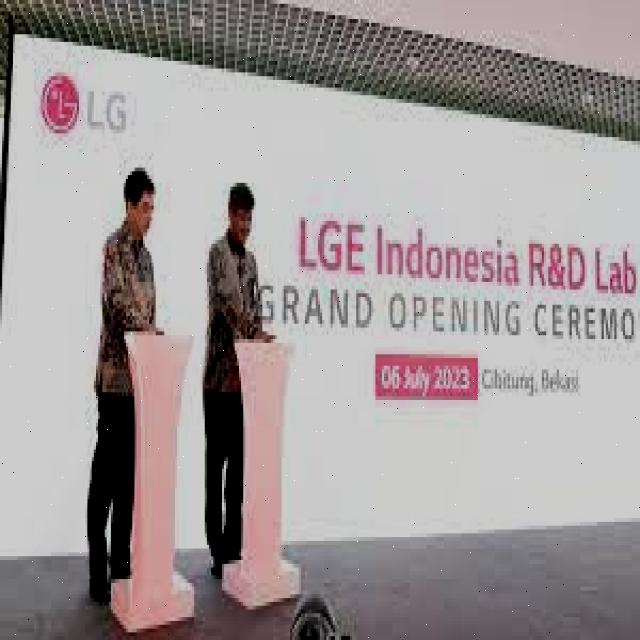 LG
LGE Indonesia R&D Lab
GRAND OPENING CEREMO
06 July 2023 Cibitung, Bekasi